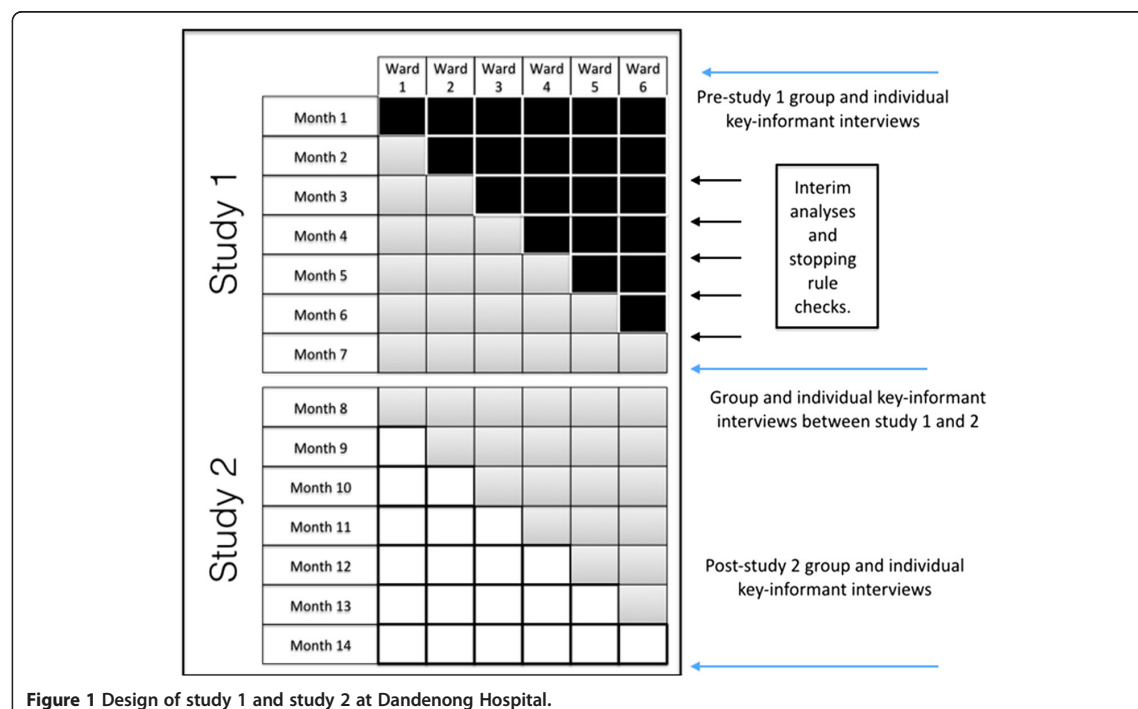 Ward
1
Ward
2
Ward
3
Ward
4
Ward
5
Ward
6
Study 1
Month 1
Month 2
Month 3
Month 4
Month 5
Month 6
Month 7
Study 2
Month 8
Month 9
Month 10
Month 11
Month 12
Month 13
Month 14
Pre-study 1 group and individual
key-informant interviews
Interim
analyses
and
stopping
rule
checks.
Group and individual key-informant
interviews between study 1 and 2
Post-study 2 group and individual
key-informant interviews
Figure 1 Design of study 1 and study 2 at Dandenong Hospital.